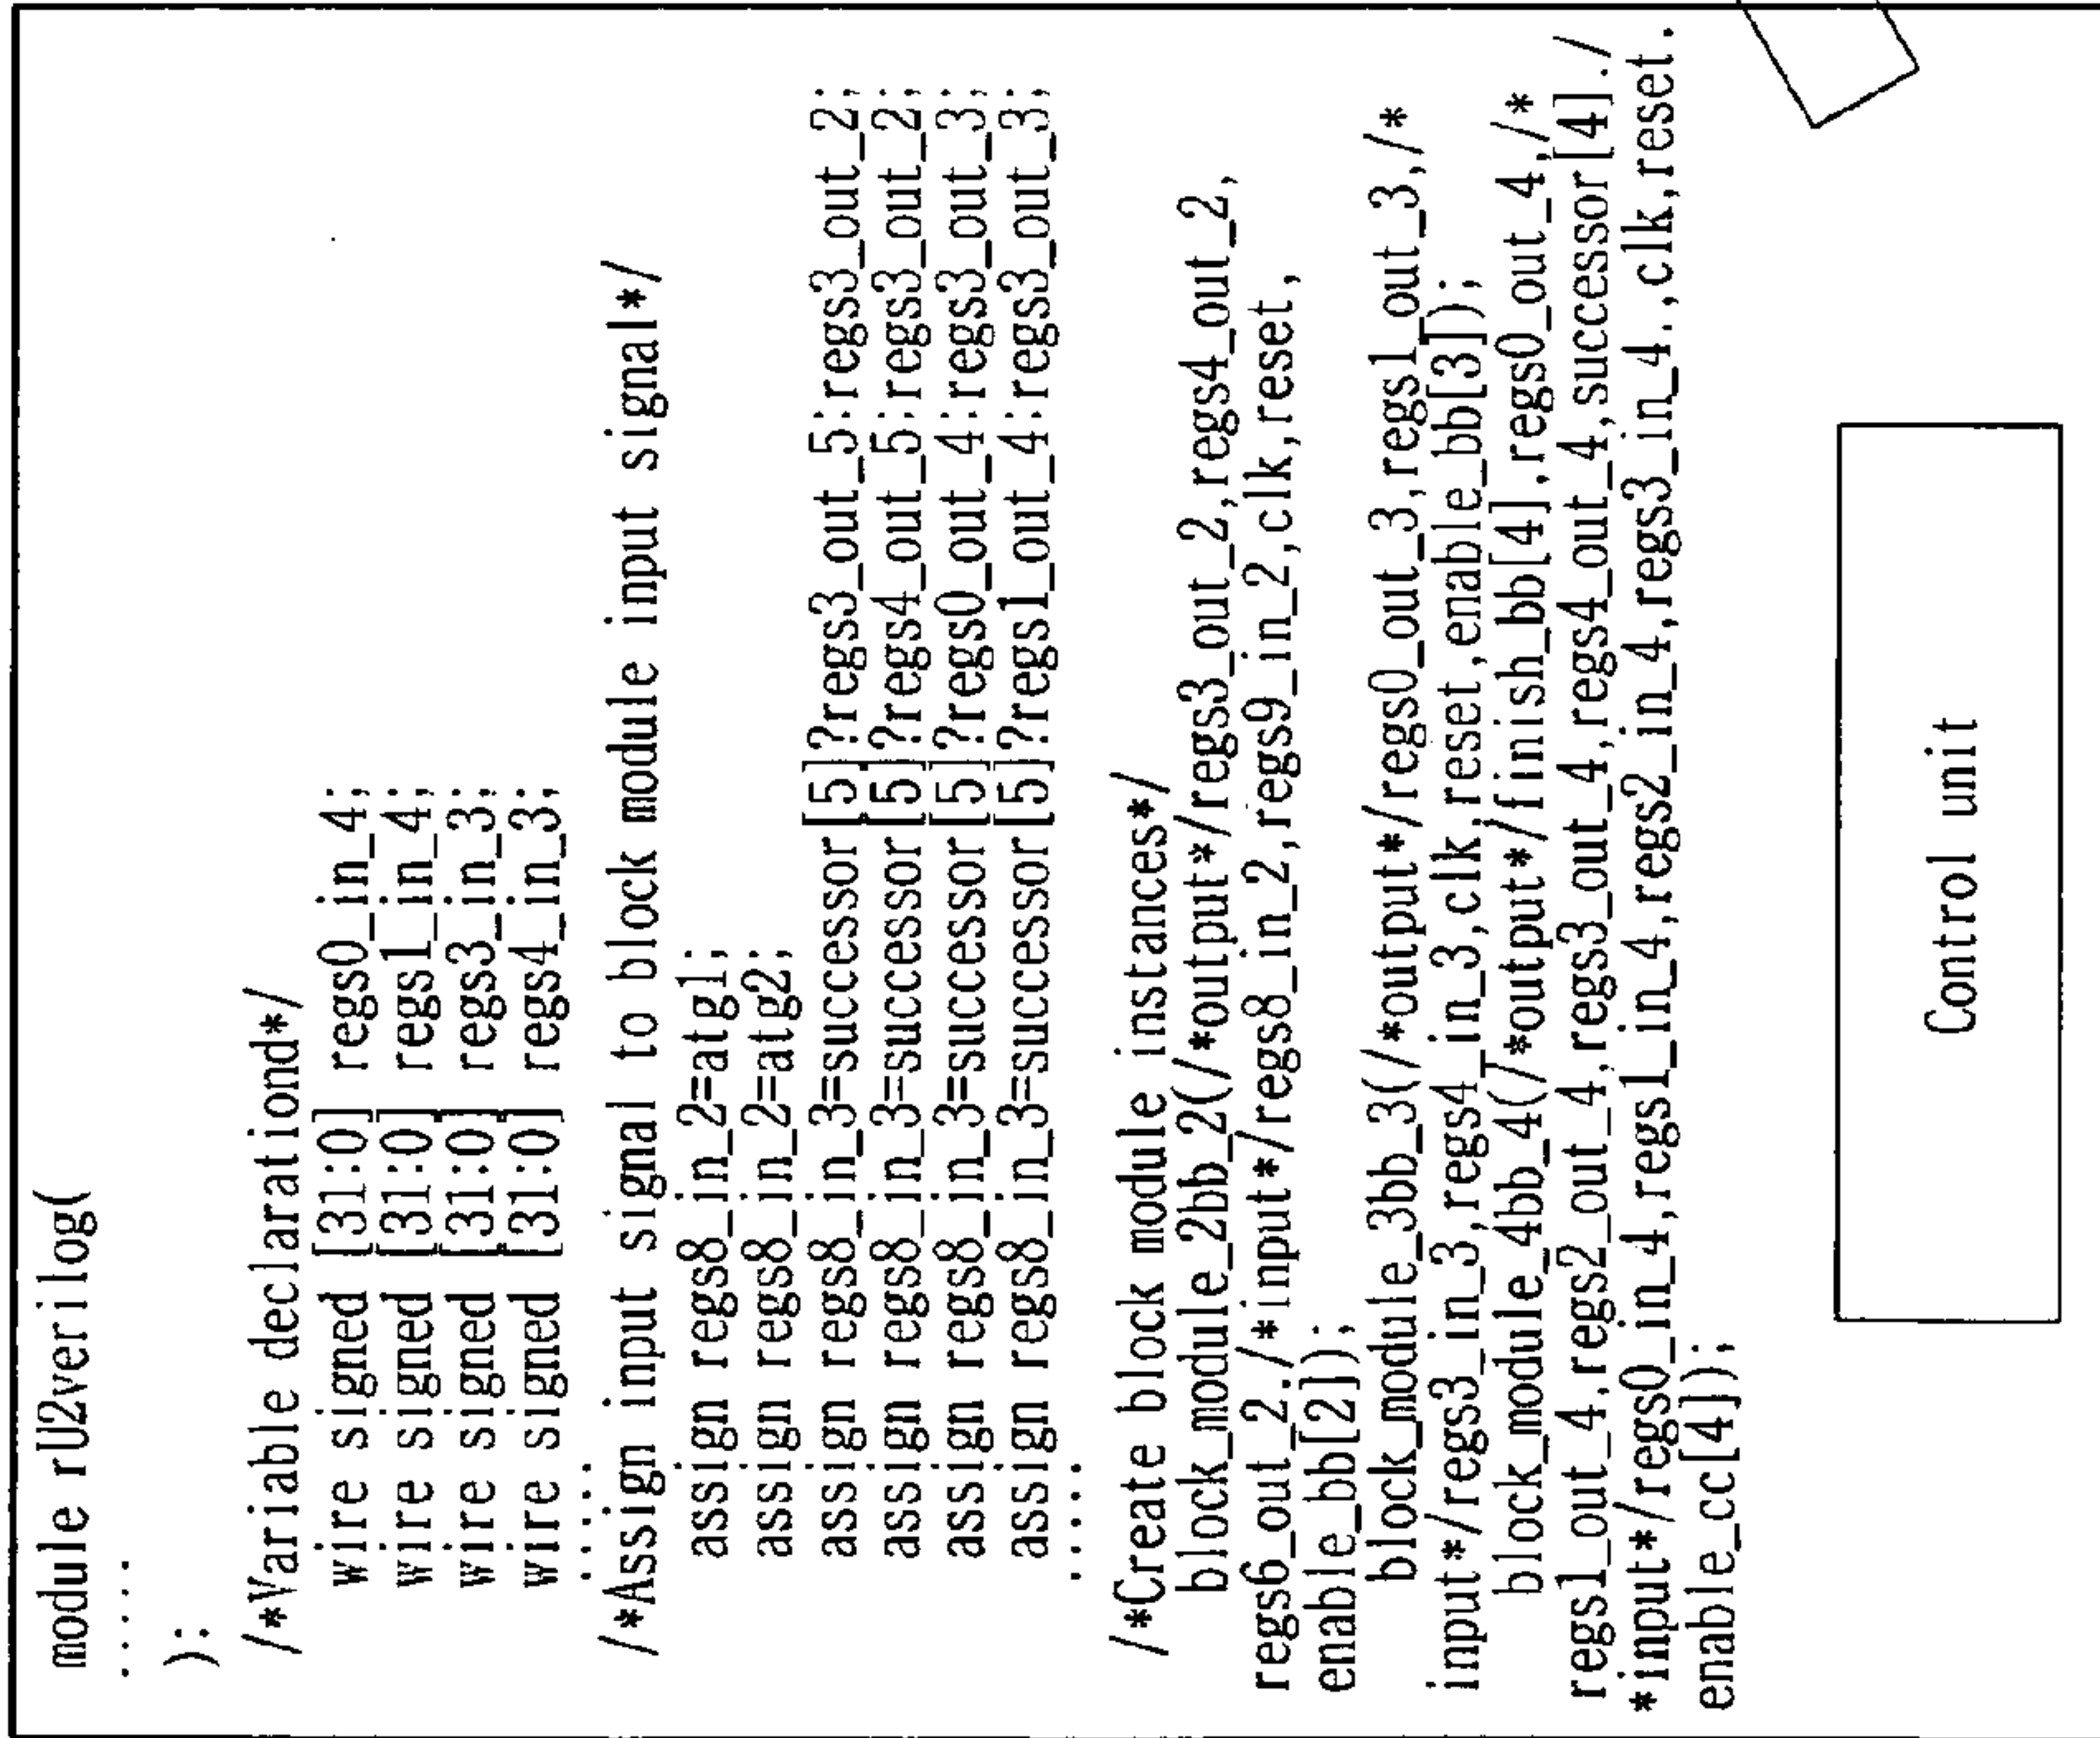 module rU2verilog(
.....
);
/*Variable declarationd*/
wire signed [31:0] regs0_in_4;
wire signed [31:0] regs1_in_4;
wire signed [31:0] regs3_in_3;
wire signed [31:0] regs4_in_3;
.....
/*Assign input signal to block module input signal*/
assign regs8_in_2=atg1;
assign regs8_in_2=atg2;
assign regs8_in_3=successor[5]?regs3_out_5:regs3_out_2;
assign regs8_in_3=successor[5]?regs4_out_5:regs3_out_2;
assign regs8_in_3=successor[5]?regs0_out_4:regs3_out_3;
assign regs8_in_3=successor[5]?regs1_out_4:regs3_out_3;
.....
/*Create block module instances*/
block_module_2bb_2(/*output*/regs3_out_2,regs4_out_2,
regs6_out_2,/*input*/regs8_in_2,regs9_in_2,clk,reset,
enable_bb[2]);
block_module_3bb_3(/*output*/regs0_out_3,regs1_out_3,/*
input*/regs3_in_3,regs4_in_3,clk,reset,enable_bb[3]);
block_module_4bb_4(/*output*/finish_bb[4],regs0_out_4,/*
regs1_out_4,regs2_out_4,regs3_out_4,regs4_out_4,successor[4]./
*input*/regs0_in_4,regs1_in_4,regs2_in_4,regs3_in_4.,clk,reset.
enable_cc[4]);
Control unit